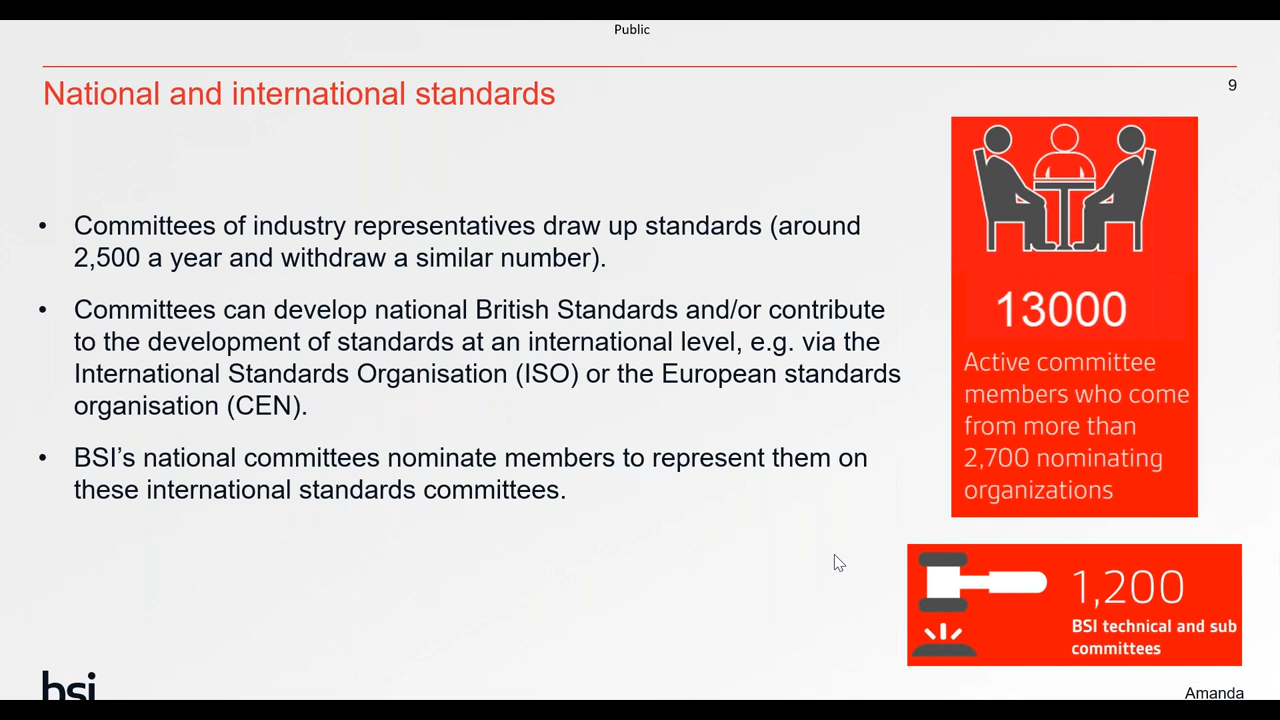 Public
9
National and international standards
• Committees of industry representatives draw up standards (around
2,500 a year and withdraw a similar number).
• Committees can develop national British Standards and/or contribute
to the development of standards at an international level, e.g. via the
International Standards Organisation (ISO) or the European standards
organisation (CEN).
• BSI’s national committees nominate members to represent them on
these international standards committees.
13000
Active committee
members who come
from more than
2,700 nominating
organizations
1,200
BSI technical and sub
committees
bsi
Amanda